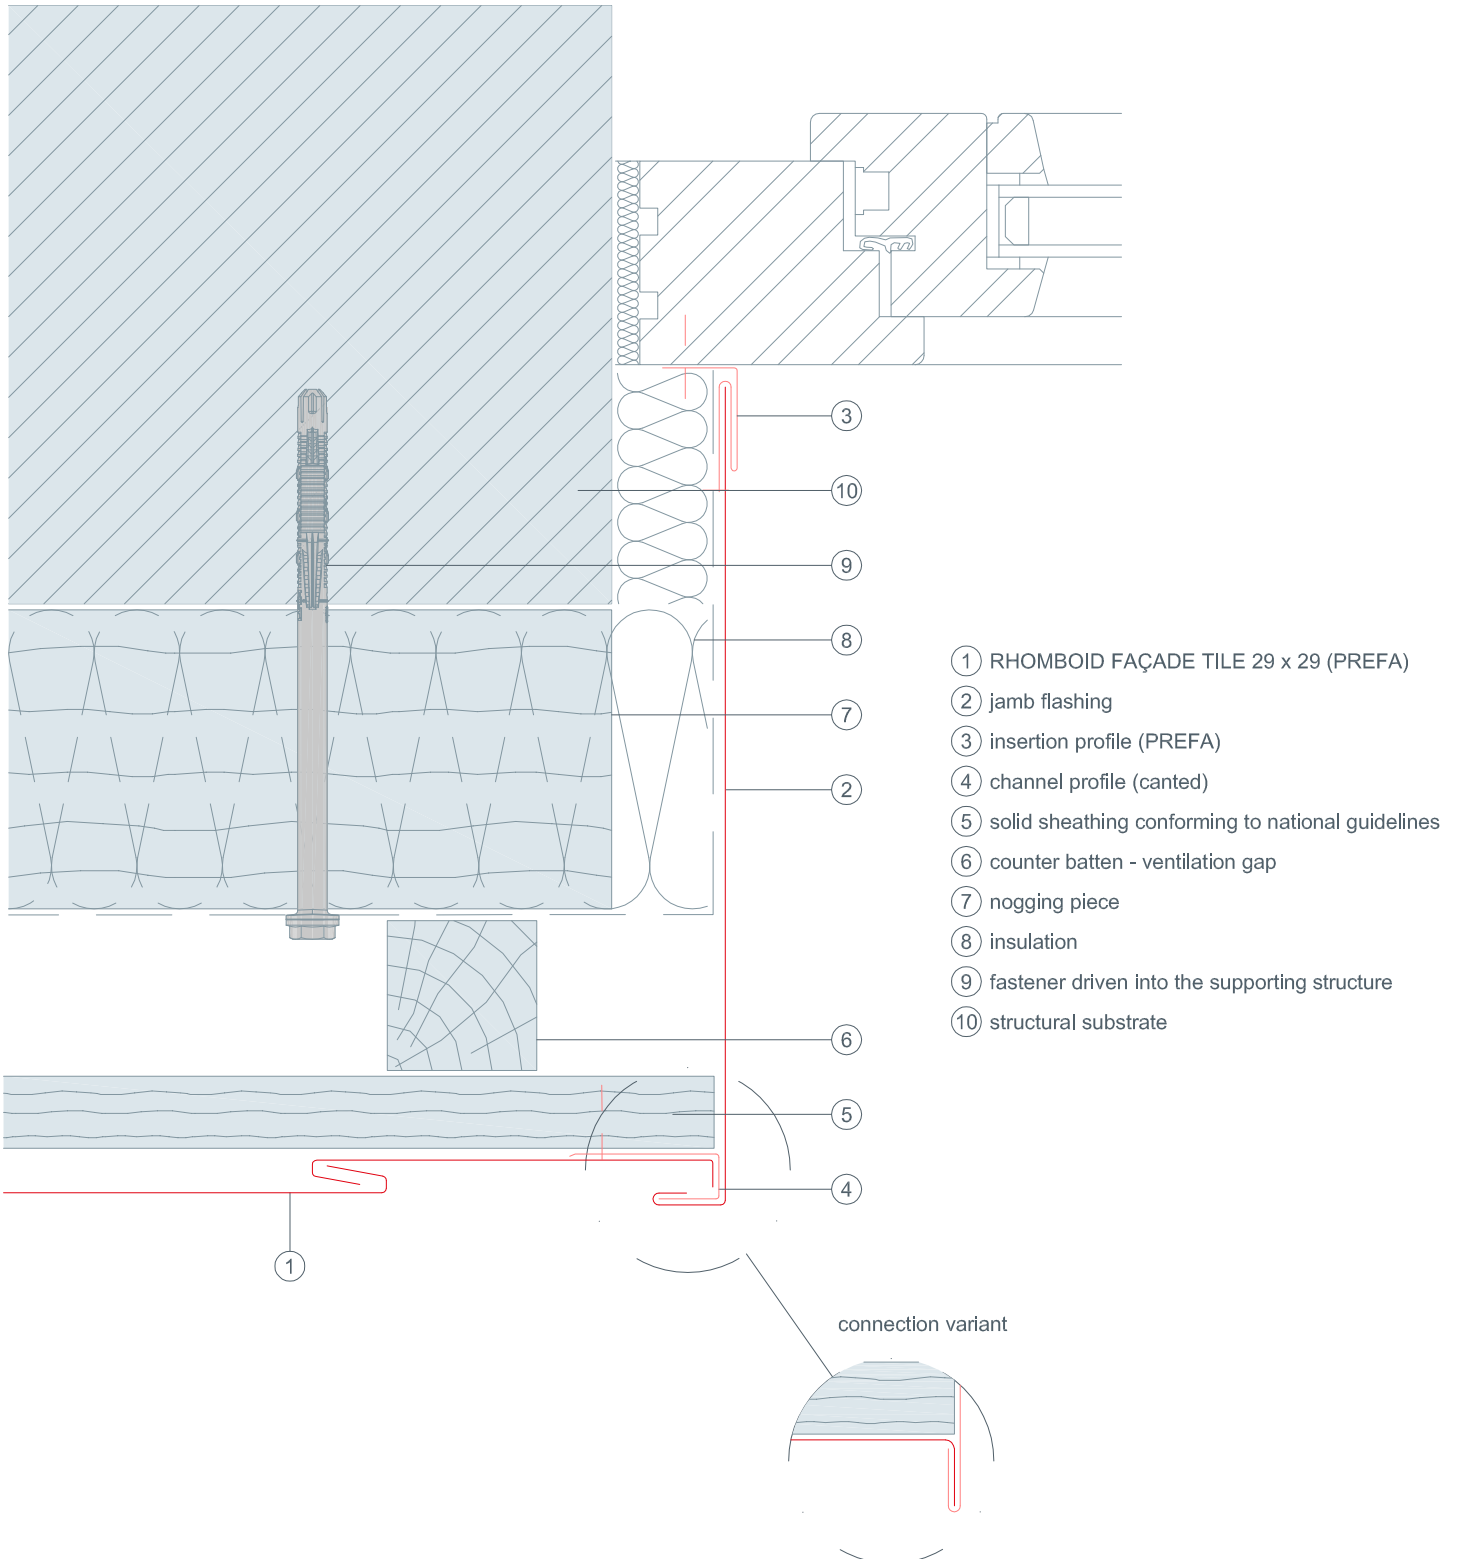 3
10
9
8
7
2
6
5
4
1
1 RHOMBOID FAÇADE TILE 29 x 29 (PREFA)
2 jamb flashing
3 insertion profile (PREFA)
4 channel profile (canted)
5 solid sheathing conforming to national guidelines
6 counter batten - ventilation gap
7 nogging piece
8 insulation
9 fastener driven into the supporting structure
10 structural substrate
connection variant